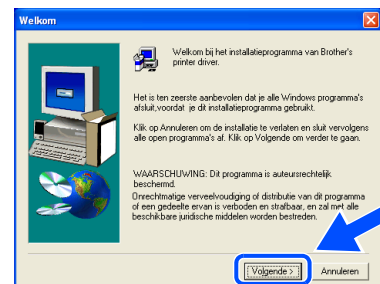 Welkom
Welkom bij het installatieprogramma van Brother's
printer driver.
Het is ten zeerste aanbevolen dat je alle Windows programma's
afsluit,voordat je dit installatieprogramma gebruikt.
Klik op Annuleren om de installatie te verlaten en sluit vervolgens
alle open programma's af. Klik op Volgende om verder te gaan.
WAARSCHUWING: Dit programma is auteursrechtelijk
beschermd.
Onrechtmatige verveelvoudiging of distributie van dit programma
of een gedeelte ervan is verboden en strafbaar, en zal met alle
beschikbare juridische middelen worden bestreden.
Volgende >
Annuleren